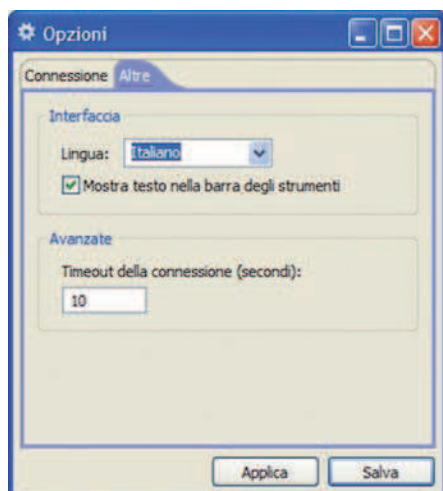 Opzioni
Connessione Altre
Interfaccia
Lingua: Italiano
Mostra testo nella barra degli strumenti
Avanzate
Timeout della connessione (secondi):
10
Applica Salva